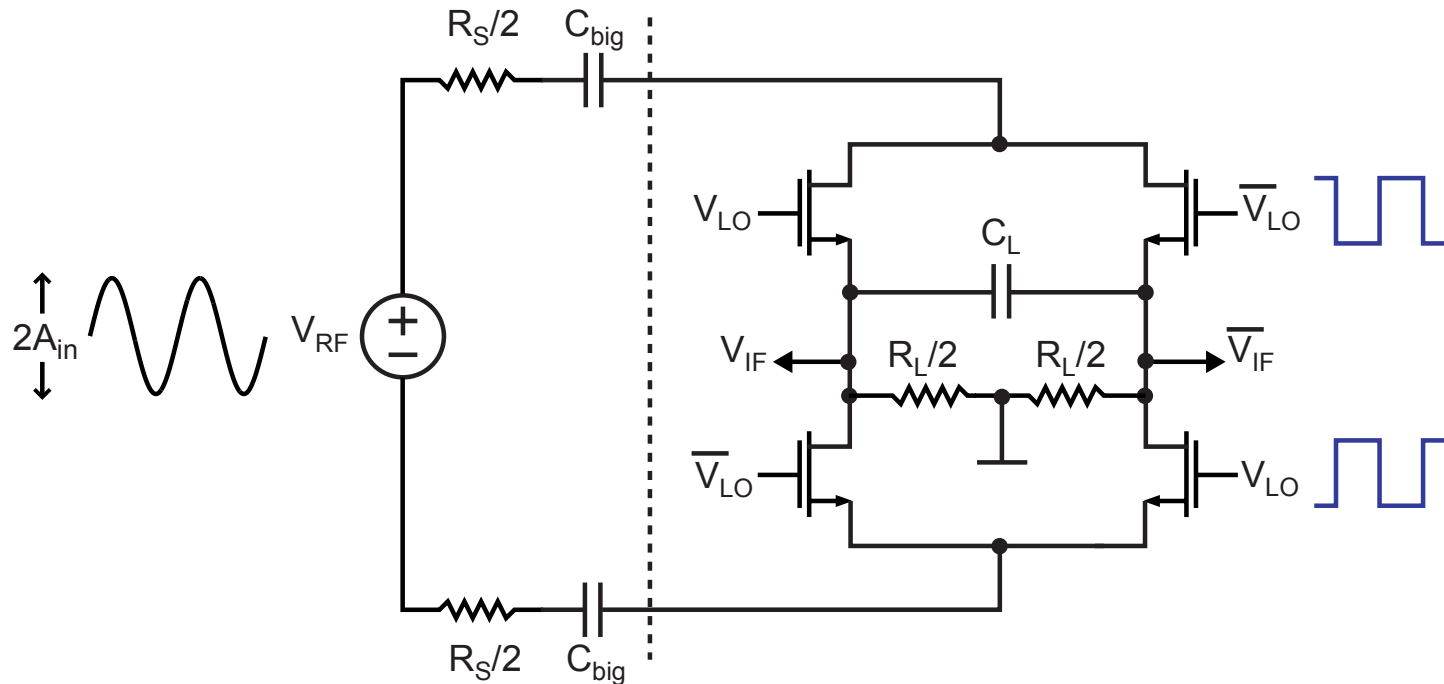 R_S/2
C_big
V_LO
V̅_LO
C_L
2A_in
V_RF
V_IF
R_L/2
R_L/2
V̅_IF
V̅_LO
V_LO
R_S/2
C_big